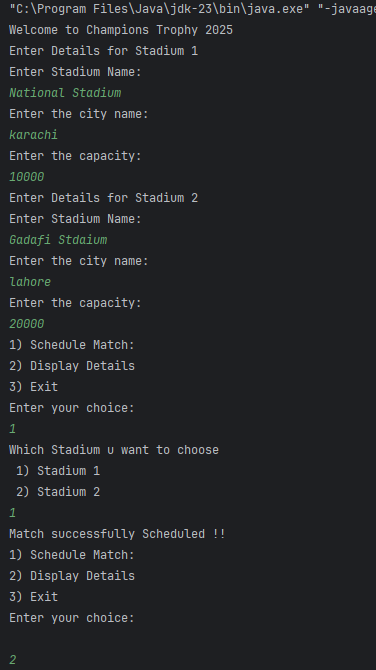 "C:\Program Files\Java\jdk-23\bin\java.exe" "-javaage
Welcome to Champions Trophy 2025
Enter Details for Stadium 1
Enter Stadium Name:
National Stadium
Enter the city name:
karachi
Enter the capacity:
10000
Enter Details for Stadium 2
Enter Stadium Name:
Gadafi Stdaium
Enter the city name:
lahore
Enter the capacity:
20000
1) Schedule Match:
2) Display Details
3) Exit
Enter your choice:
1
Which Stadium u want to choose
1) Stadium 1
2) Stadium 2
1
Match successfully Scheduled !!
1) Schedule Match:
2) Display Details
3) Exit
Enter your choice:
2